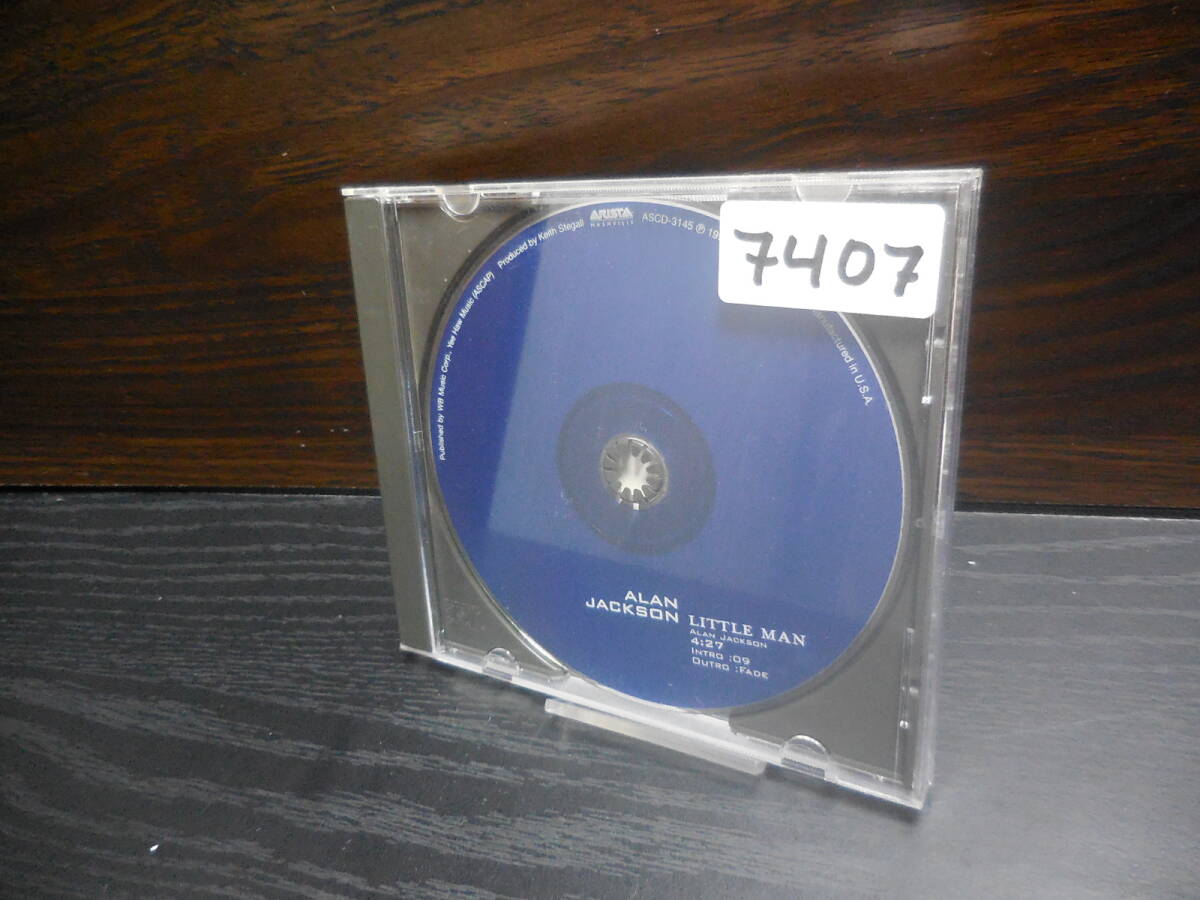 7407
Published by WB Music Corp., Yee Haw Music (ASCAP) Produced by Keith Stegall ARISTA NASHVILLE ASCD-3145 ℗ 19
Manufactured in U.S.A.
ALAN
JACKSON
LITTLE MAN
ALAN JACKSON
4:27
INTRO :09
OUTRO :FADE